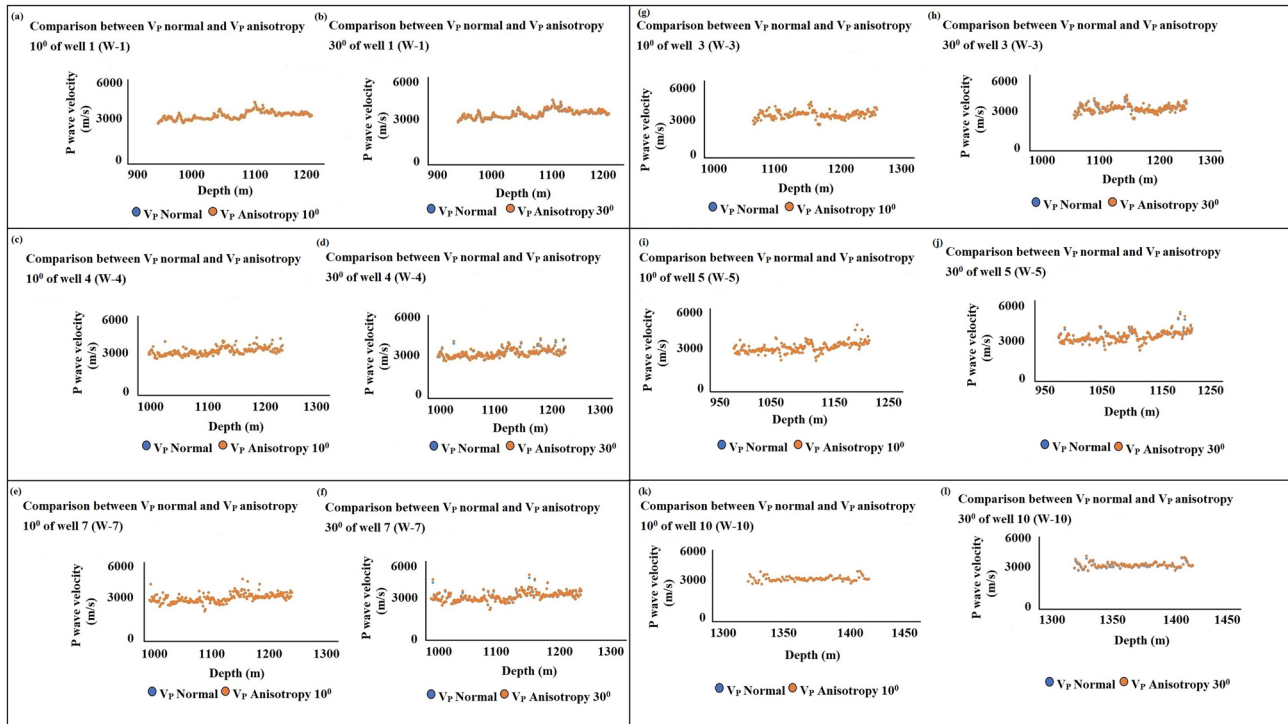 (a)
Comparison between VP normal and VP anisotropy
10⁰ of well 1 (W-1)
P wave velocity
(m/s)
6000
3000
0
900 1000 1100 1200
Depth (m)
VP Normal VP Anisotropy 10⁰
(b)
Comparison between VP normal and VP anisotropy
30⁰ of well 1 (W-1)
P wave velocity
(m/s)
6000
3000
0
900 1000 1100 1200
Depth (m)
VP Normal VP Anisotropy 30⁰
(g)
Comparison between VP normal and VP anisotropy
10⁰ of well 3 (W-3)
P wave velocity
(m/s)
6000
3000
0
1000 1100 1200 1300
Depth (m)
VP Normal VP Anisotropy 10⁰
(h)
Comparison between VP normal and VP anisotropy
30⁰ of well 3 (W-3)
P wave velocity
(m/s)
6000
3000
0
1000 1100 1200 1300
Depth (m)
VP Normal VP Anisotropy 30⁰
(c)
Comparison between VP normal and VP anisotropy
10⁰ of well 4 (W-4)
P wave velocity
(m/s)
6000
3000
0
1000 1100 1200 1300
Depth (m)
VP Normal VP Anisotropy 10⁰
(d)
Comparison between VP normal and VP anisotropy
30⁰ of well 4 (W-4)
P wave velocity
(m/s)
6000
3000
0
1000 1100 1200 1300
Depth (m)
VP Normal VP Anisotropy 30⁰
(i)
Comparison between VP normal and VP anisotropy
10⁰ of well 5 (W-5)
P wave velocity
(m/s)
6000
3000
0
950 1050 1150 1250
Depth (m)
VP Normal VP Anisotropy 10⁰
(j)
Comparison between VP normal and VP anisotropy
30⁰ of well 5 (W-5)
P wave velocity
(m/s)
6000
3000
0
950 1050 1150 1250
Depth (m)
VP Normal VP Anisotropy 30⁰
(e)
Comparison between VP normal and VP anisotropy
10⁰ of well 7 (W-7)
P wave velocity
(m/s)
6000
3000
0
1000 1100 1200 1300
Depth (m)
VP Normal VP Anisotropy 10⁰
(f)
Comparison between VP normal and VP anisotropy
30⁰ of well 7 (W-7)
P wave velocity
(m/s)
6000
3000
0
1000 1100 1200 1300
Depth (m)
VP Normal VP Anisotropy 30⁰
(k)
Comparison between VP normal and VP anisotropy
10⁰ of well 10 (W-10)
P wave velocity
(m/s)
6000
3000
0
1300 1350 1400 1450
Depth (m)
VP Normal VP Anisotropy 10⁰
(l)
Comparison between VP normal and VP anisotropy
30⁰ of well 10 (W-10)
P wave velocity
(m/s)
6000
3000
0
1300 1350 1400 1450
Depth (m)
VP Normal VP Anisotropy 30⁰